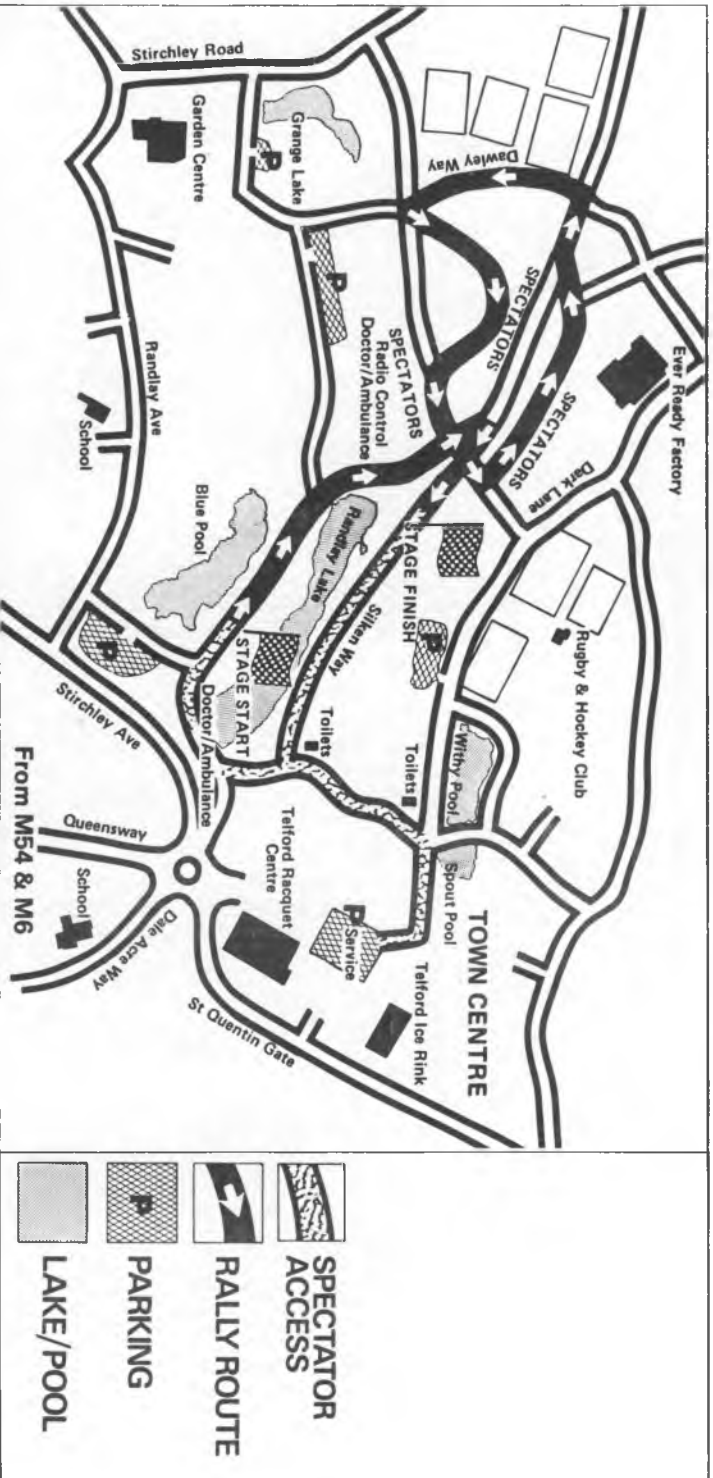 Stirchley Road
Garden Centre
Grange Lake
P
Dawley Way
P
SPECTATORS
Ever Ready Factory
SPECTATORS
Dark Lane
SPECTATORS
Radio Control
Doctor/Ambulance
Randlay Ave
School
Blue Pool
Randley Lake
STAGE FINISH
P
Silken Way
Rugby & Hockey Club
P
STAGE START
Doctor/Ambulance
Toilets
Toilets
Withy Pool
Spout Pool
Stirchley Ave
From M54 & M6
Queensway
School
Dale Acre Way
Telford Racquet
Centre
P
Service
TOWN CENTRE
Telford Ice Rink
St Quentin Gate
SPECTATOR
ACCESS
RALLY ROUTE
P
PARKING
LAKE/POOL